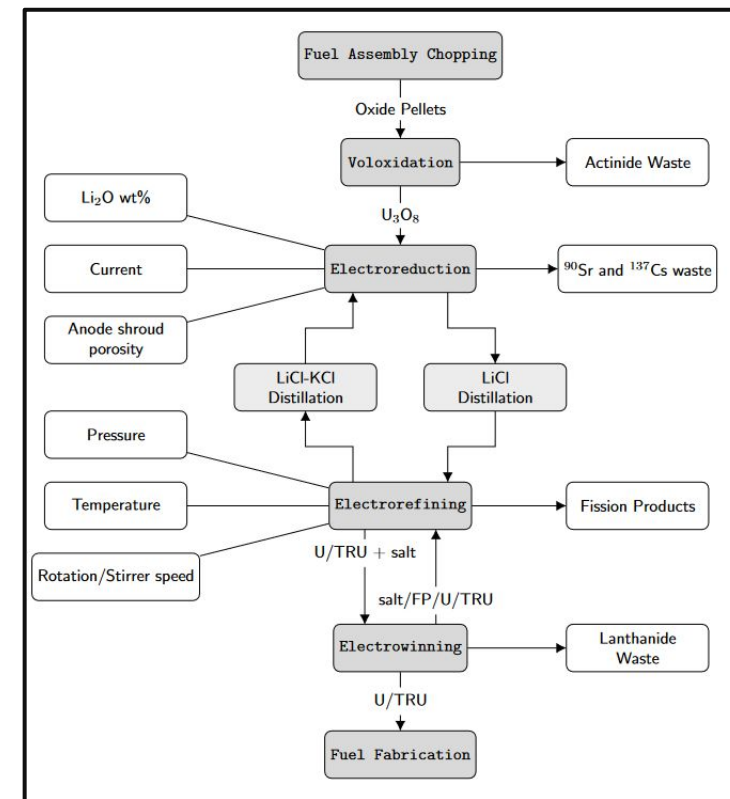 Fuel Assembly Chopping
Oxide Pellets
Voloxidation
Actinide Waste
Li₂O wt%
U₃O₈
Current
Electroreduction
⁹⁰Sr and ¹³⁷Cs waste
Anode shroud
porosity
LiCl-KCl
Distillation
LiCl
Distillation
Pressure
Temperature
Electrorefining
Fission Products
Rotation/Stirrer speed
U/TRU + salt
salt/FP/U/TRU
Electrowinning
Lanthanide
Waste
U/TRU
Fuel Fabrication